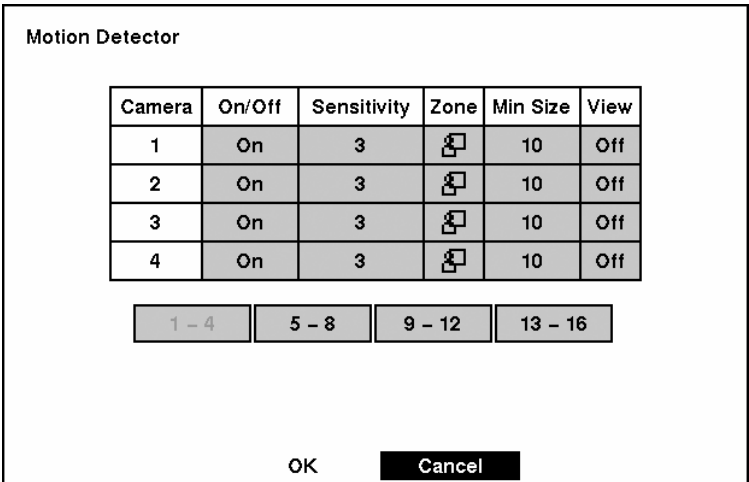 Motion Detector
Camera On/Off Sensitivity Zone Min Size View
1 On 3 10 Off
2 On 3 10 Off
3 On 3 10 Off
4 On 3 10 Off
1 – 4 5 – 8 9 – 12 13 – 16
OK Cancel